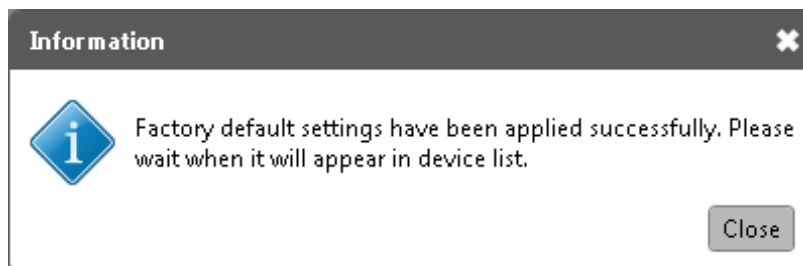 Information
Factory default settings have been applied successfully. Please
wait when it will appear in device list.
Close